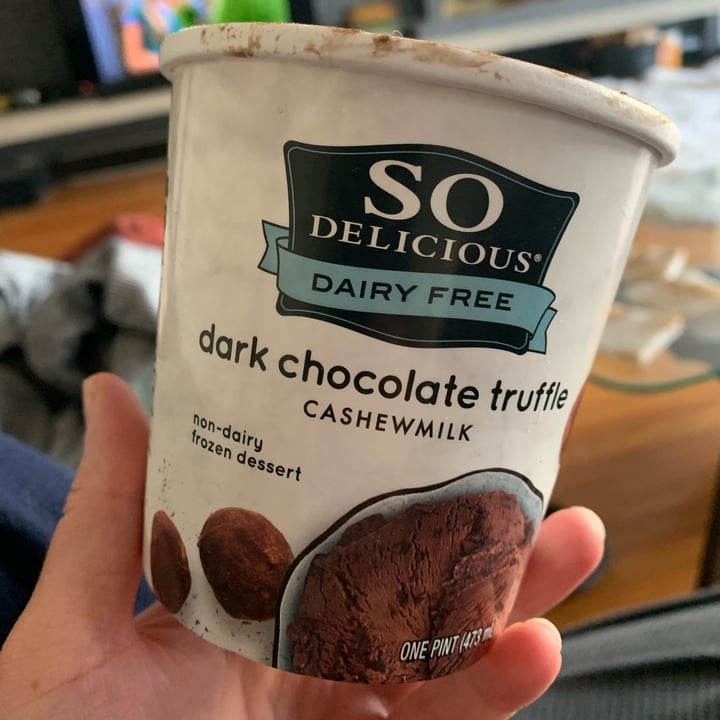 SO
DELICIOUS®
DAIRY FREE
dark chocolate truffle
CASHEWMILK
non-dairy
frozen dessert
ONE PINT (473 mL